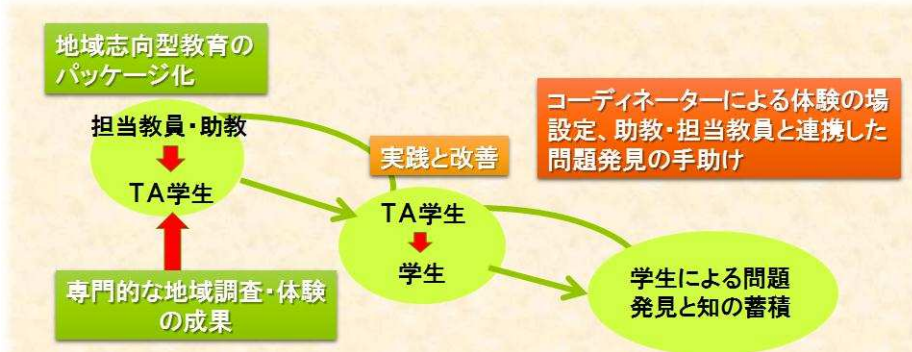 地域志向型教育の
パッケージ化
担当教員・助教
TA学生
専門的な地域調査・体験
の成果
実践と改善
TA学生
学生
コーディネーターによる体験の場
設定、助教・担当教員と連携した
問題発見の手助け
学生による問題
発見と知の蓄積